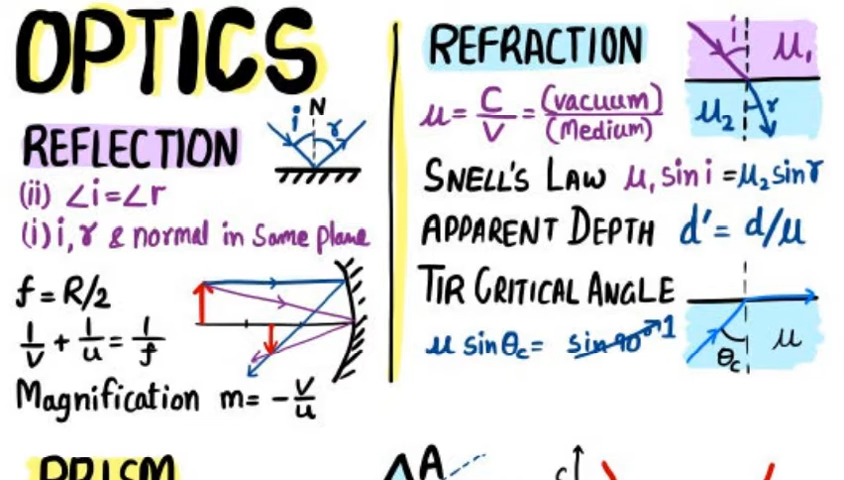 OPTICS
REFLECTION
N
i r
(ii) ∠i=∠r
(i) i, r & normal in same plane
f = R/2
1/v + 1/u = 1/f
Magnification m= -v/u
REFRACTION
i μ₁
μ₂ r
μ = C/V = (vacuum)/(Medium)
SNELL'S LAW μ₁ sin i = μ₂ sin r
APPARENT DEPTH d' = d/μ
TIR CRITICAL ANGLE
μ sin θc = sin 90° 1
θc μ
PRISM
A